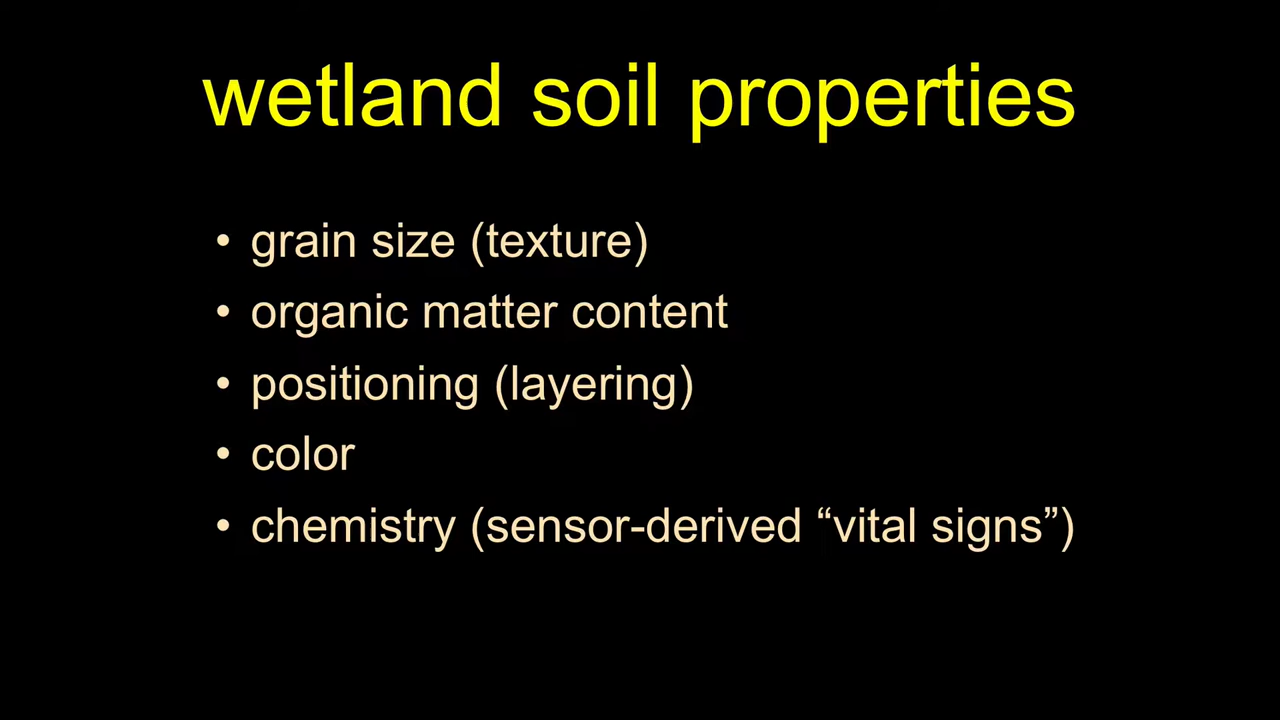 wetland soil properties
• grain size (texture)
• organic matter content
• positioning (layering)
• color
• chemistry (sensor-derived “vital signs”)